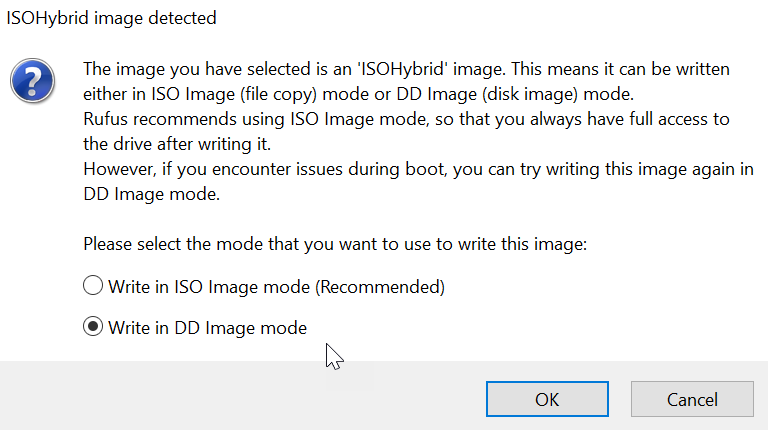 ISOHybrid image detected
The image you have selected is an 'ISOHybrid' image. This means it can be written
either in ISO Image (file copy) mode or DD Image (disk image) mode.
Rufus recommends using ISO Image mode, so that you always have full access to
the drive after writing it.
However, if you encounter issues during boot, you can try writing this image again in
DD Image mode.
Please select the mode that you want to use to write this image:
Write in ISO Image mode (Recommended)
Write in DD Image mode
OK
Cancel